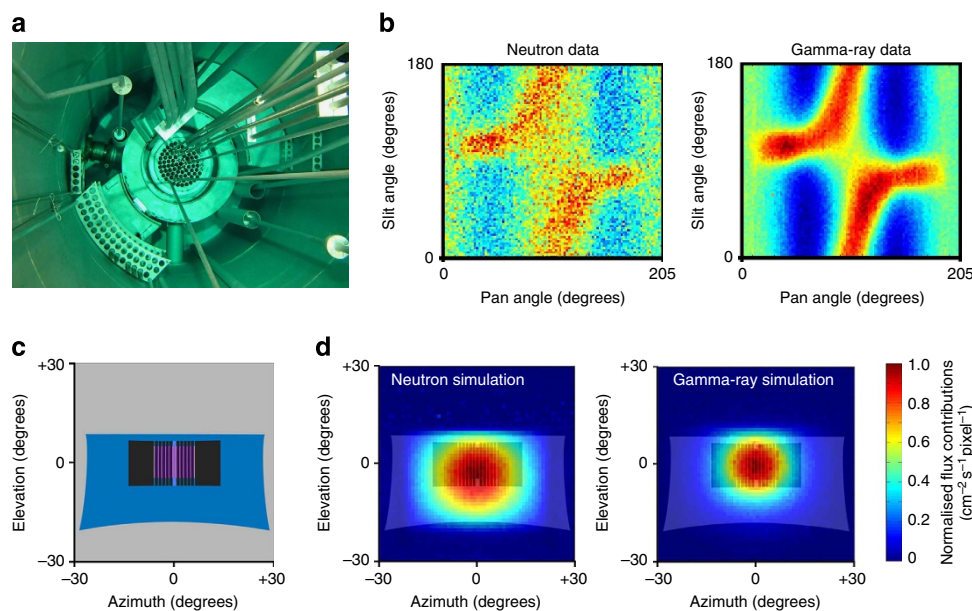 a
b
Neutron data
Gamma-ray data
180
Slit angle (degrees)
0
0
205
Pan angle (degrees)
180
Slit angle (degrees)
0
0
205
Pan angle (degrees)
c
d
+30
Elevation (degrees)
0
−30
−30
0
+30
Azimuth (degrees)
Neutron simulation
+30
Elevation (degrees)
0
−30
−30
0
+30
Azimuth (degrees)
Gamma-ray simulation
+30
Elevation (degrees)
0
−30
−30
0
+30
Azimuth (degrees)
1.0
0.8
0.6
0.4
0.2
0
Normalised flux contributions
(cm⁻² s⁻¹ pixel⁻¹)